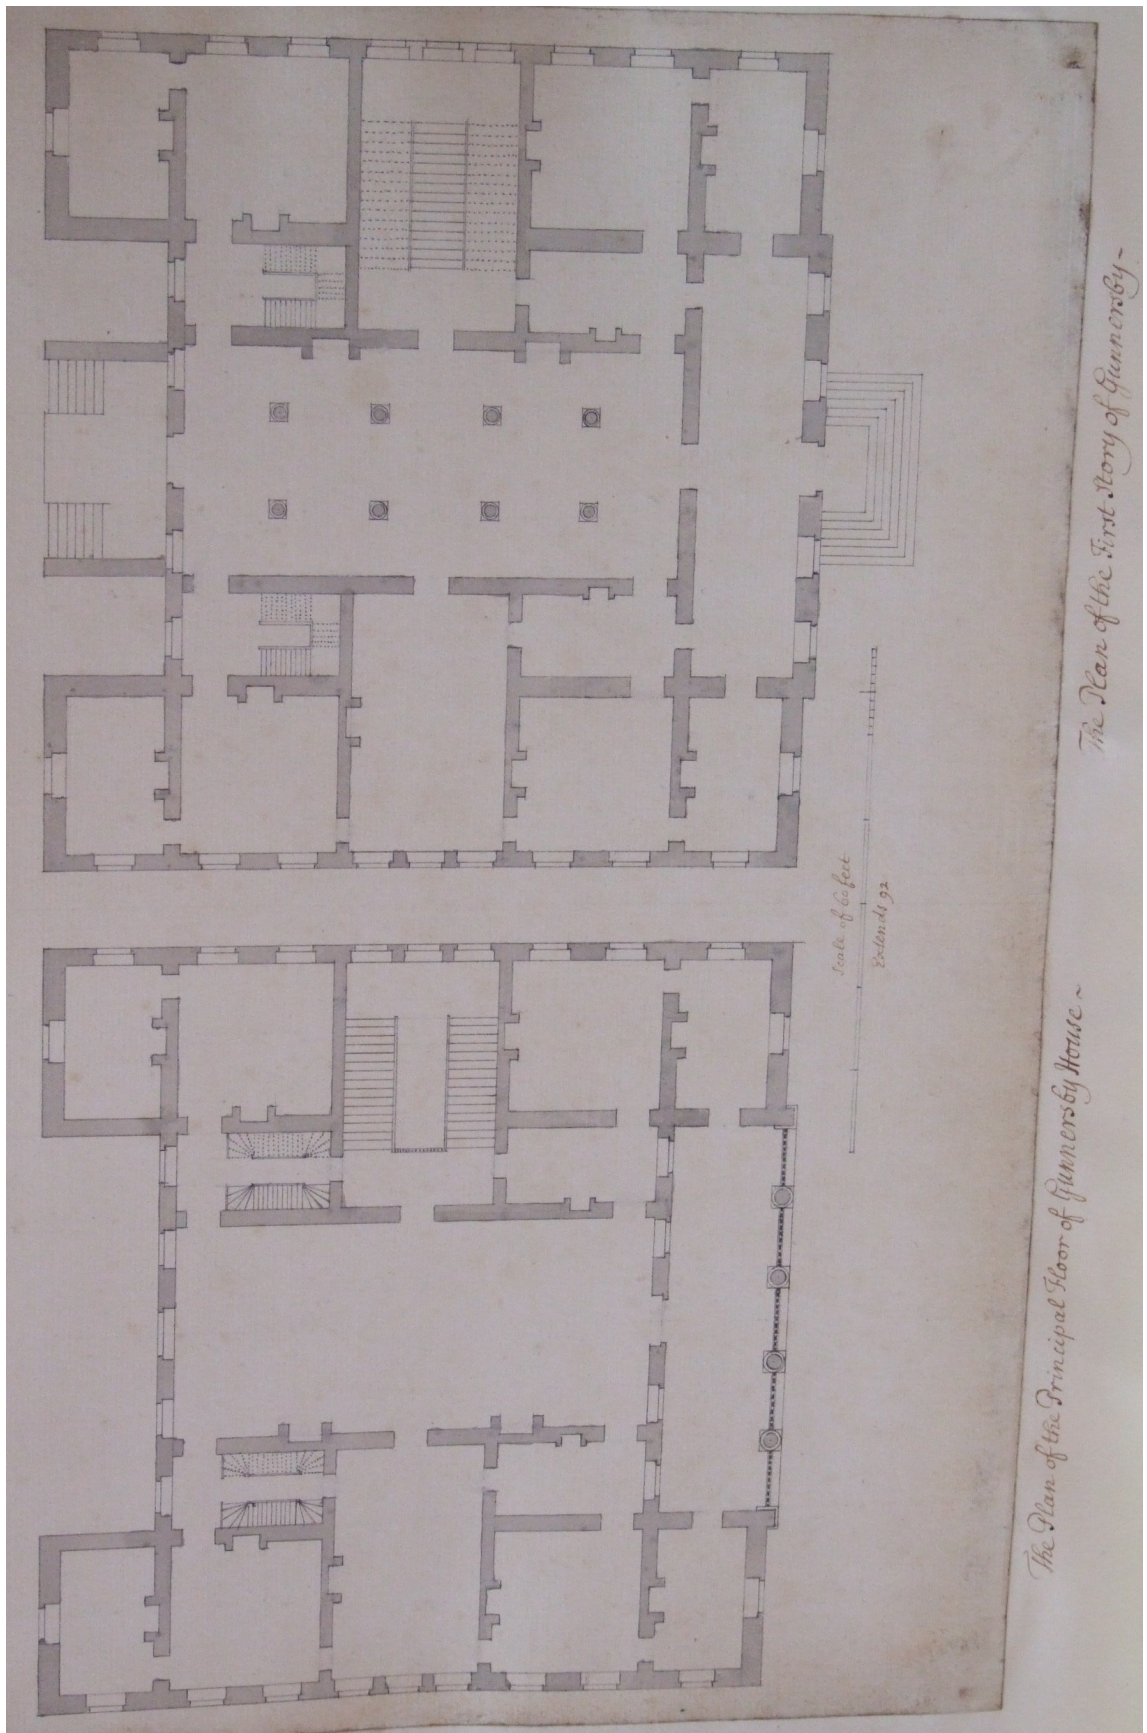 The Plan of the First Story of Gunnersby~
Scale of 60 feet
Extends 92
The Plan of the Principal Floor of Gunnersby House~